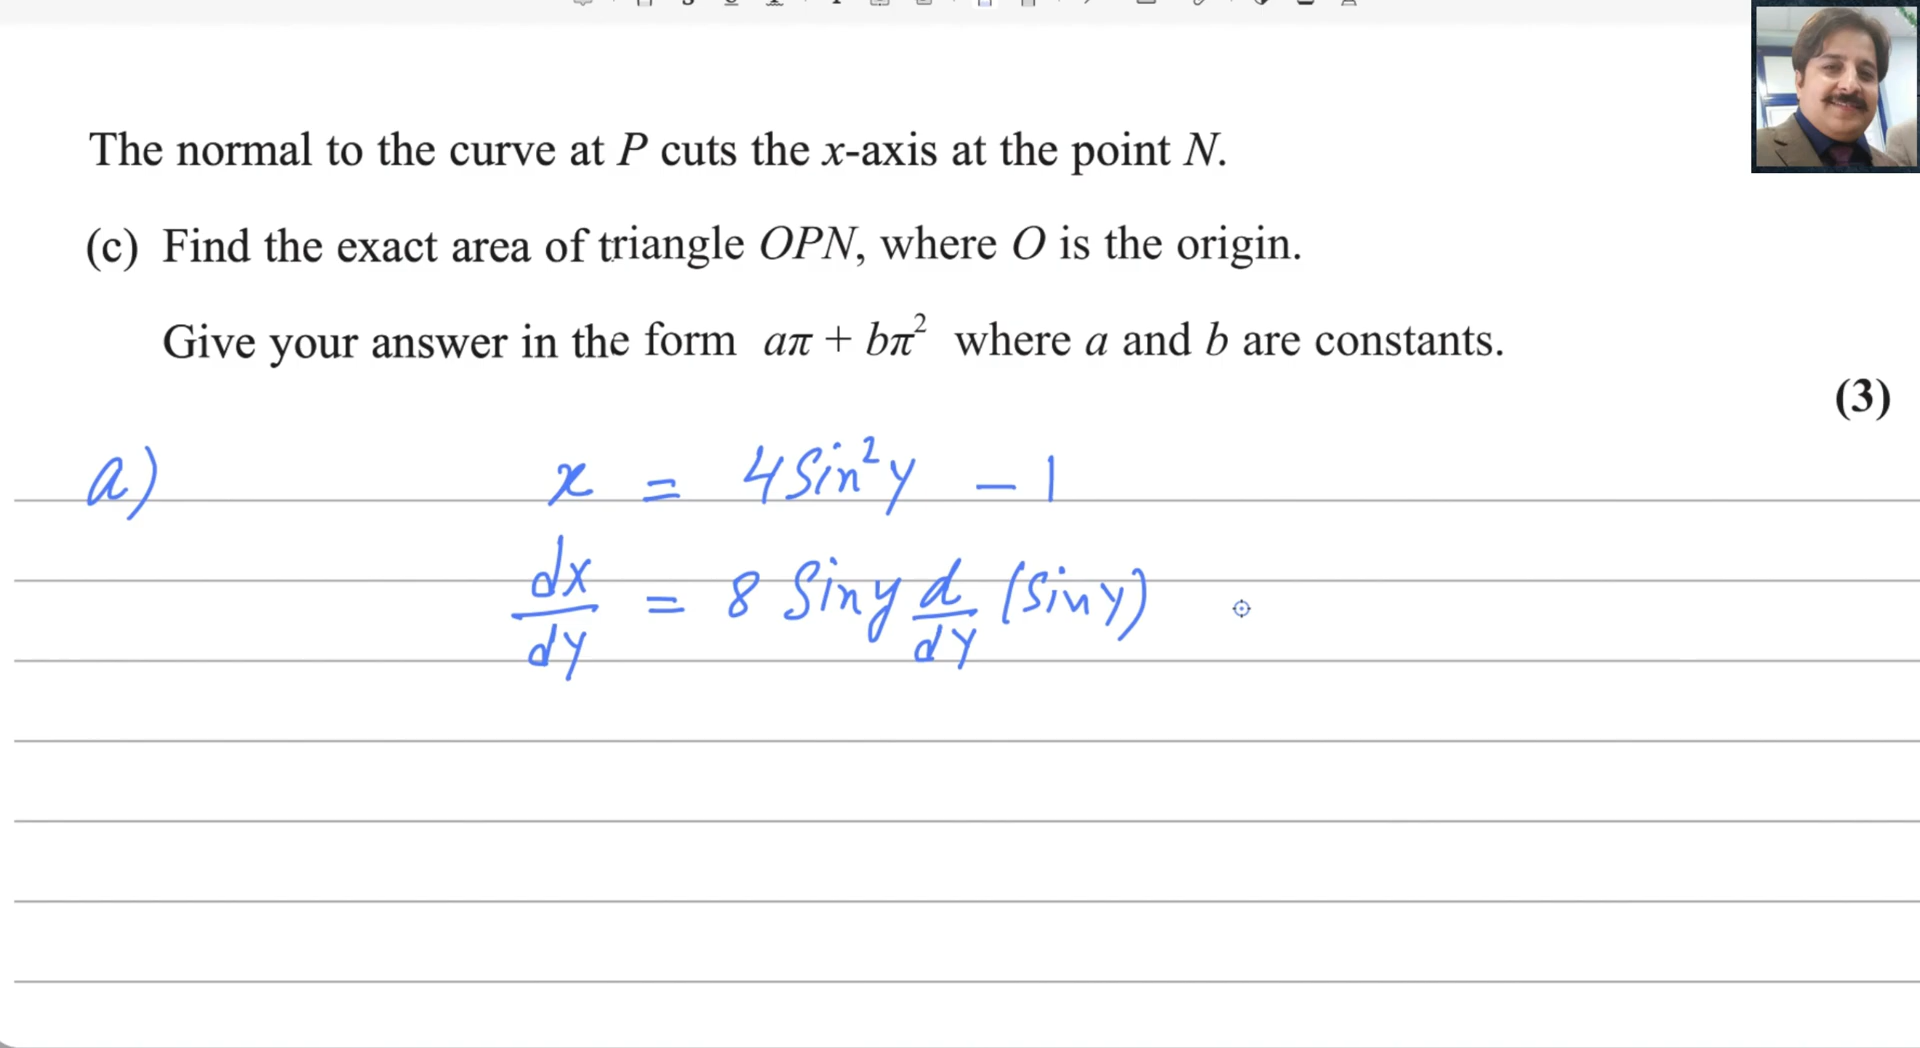 The normal to the curve at P cuts the x-axis at the point N.
(c) Find the exact area of triangle OPN, where O is the origin.
Give your answer in the form aπ + bπ² where a and b are constants.
(3)
a) x = 4 Sin²y − 1
dx/dy = 8 Siny d/dy (Siny)